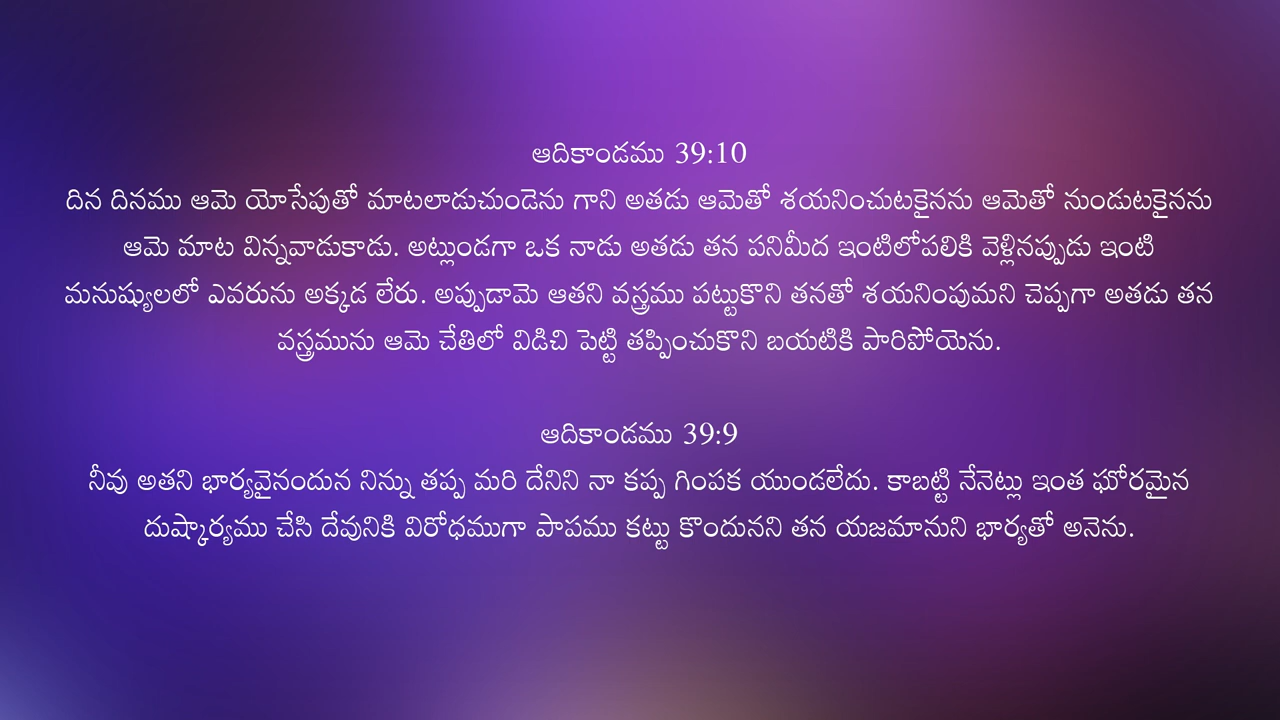 ఆదికాండము 39:10
దిన దినము ఆమె యోసేపుతో మాటలాడుచుండెను గాని అతడు ఆమెతో శయనించుటకైనను ఆమెతో నుండుటకైనను
ఆమె మాట విన్నవాడుకాడు. అట్లుండగా ఒక నాడు అతడు తన పనిమీద ఇంటిలోపలికి వెళ్లినప్పుడు ఇంటి
మనుష్యులలో ఎవరును అక్కడ లేరు. అప్పుడామె ఆతని వస్త్రము పట్టుకొని తనతో శయనింపుమని చెప్పగా అతడు తన
వస్త్రమును ఆమె చేతిలో విడిచి పెట్టి తప్పించుకొని బయటికి పారిపోయెను.
ఆదికాండము 39:9
నీవు అతని భార్యవైనందున నిన్ను తప్ప మరి దేనిని నా కప్ప గింపక యుండలేదు. కాబట్టి నేనెట్లు ఇంత ఘోరమైన
దుష్కార్యము చేసి దేవునికి విరోధముగా పాపము కట్టు కొందునని తన యజమానుని భార్యతో అనెను.